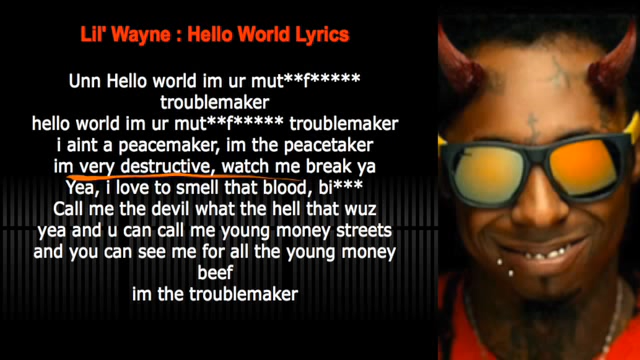 Lil' Wayne : Hello World Lyrics
Unn Hello world im ur mut**f*****
troublemaker
hello world im ur mut**f***** troublemaker
i aint a peacemaker, im the peacetaker
im very destructive, watch me break ya
Yea, i love to smell that blood, bi***
Call me the devil what the hell that wuz
yea and u can call me young money streets
and you can see me for all the young money
beef
im the troublemaker